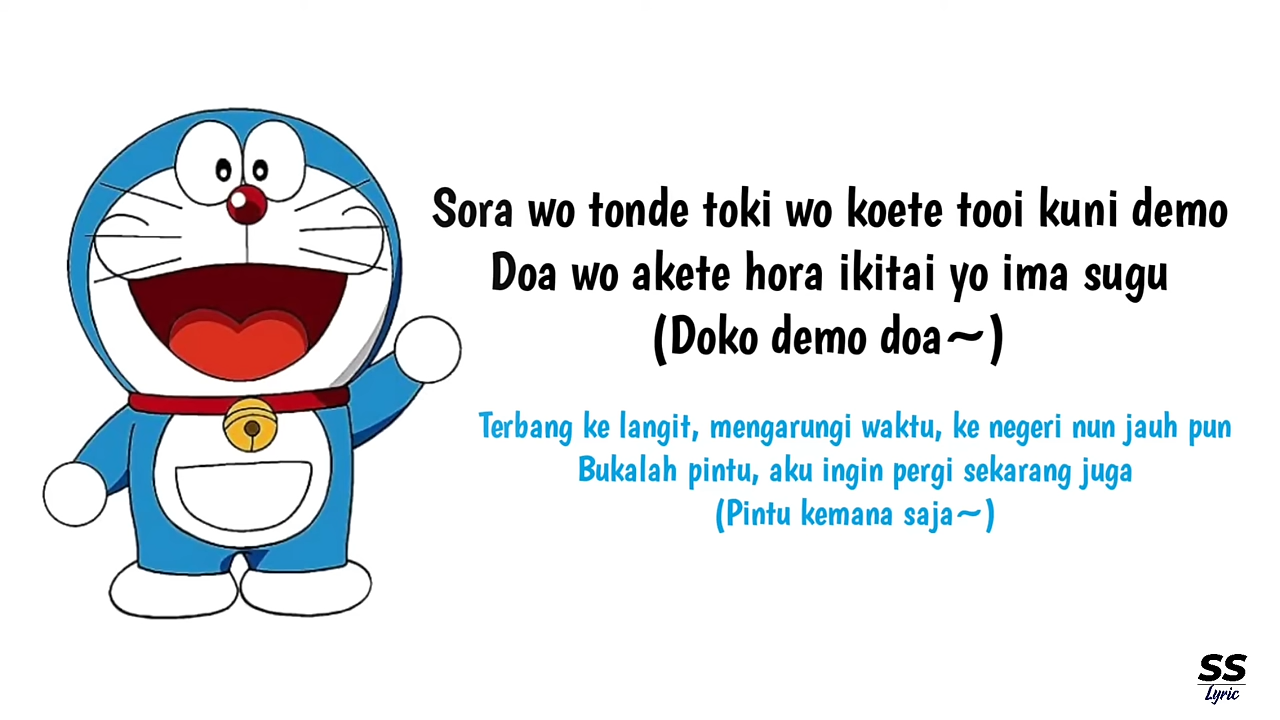 Sora wo tonde toki wo koete tooi kuni demo
Doa wo akete hora ikitai yo ima sugu
(Doko demo doa~)
Terbang ke langit, mengarungi waktu, ke negeri nun jauh pun
Bukalah pintu, aku ingin pergi sekarang juga
(Pintu kemana saja~)
SS
Lyric